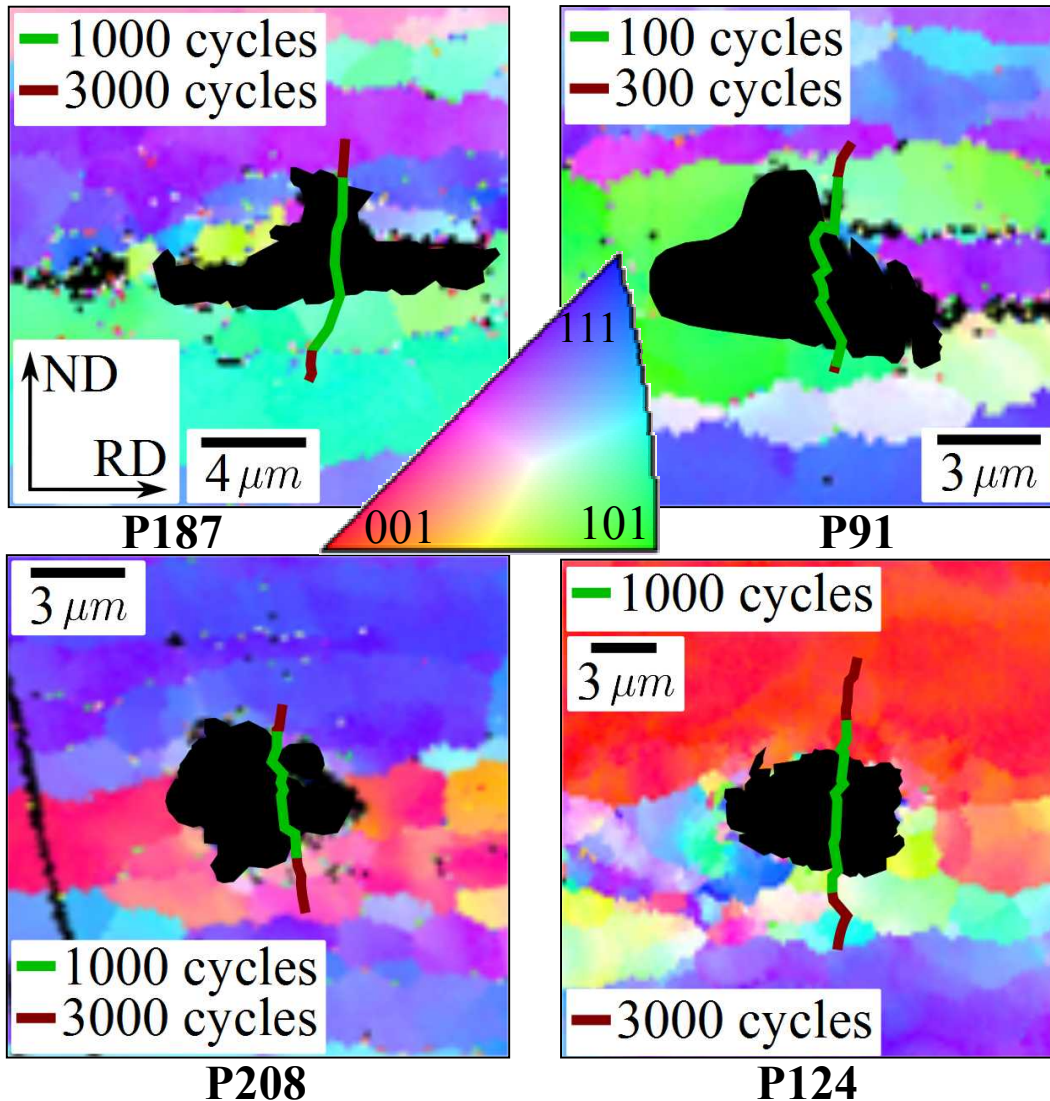 1000 cycles
3000 cycles
ND
RD
4 μm
P187
100 cycles
300 cycles
3 μm
P91
111
001
101
3 μm
1000 cycles
3000 cycles
P208
1000 cycles
3 μm
3000 cycles
P124